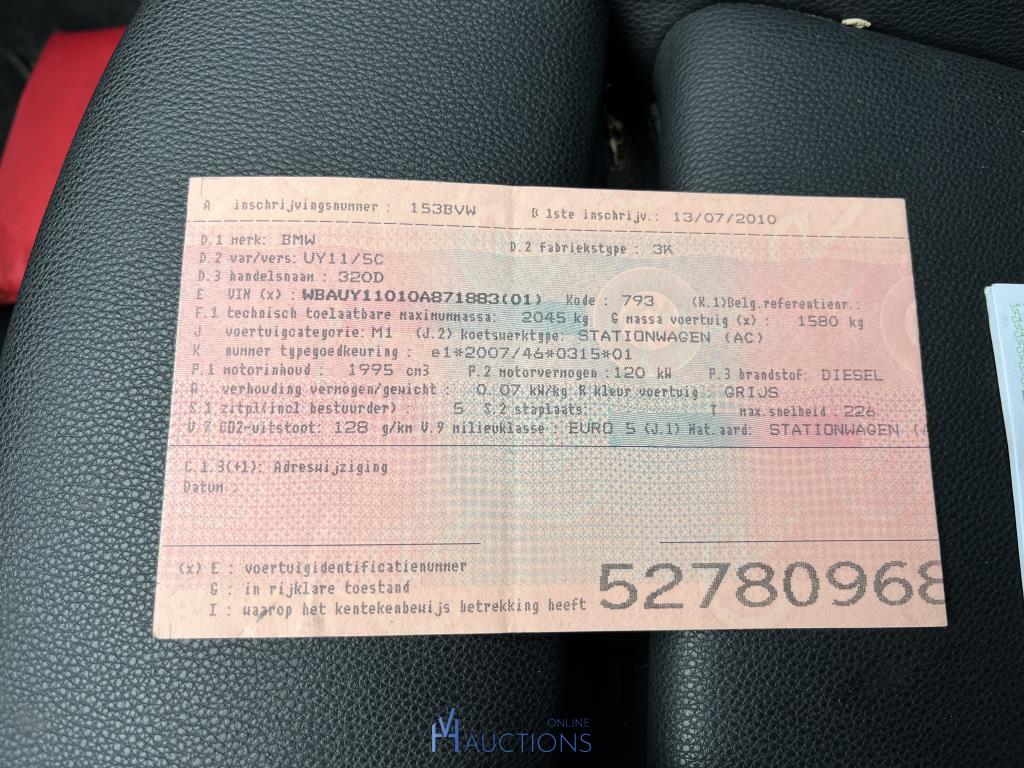 A inschrijvingsnummer : 153BVW B 1ste inschrijv.: 13/07/2010
D.1 merk: BMW D.2 fabriekstype : 3K
D.2 var/vers: UY11/5C
D.3 handelsnaam : 320D
E VIN (x) : WBAUY11010A871883(01) Kode : 793 (K.1)Belg.referentienr.:
F.1 technisch toelaatbare maximummassa: 2045 kg G massa voertuig (x) : 1580 kg
J voertuigcategorie: M1 (J.2) koetswerktype: STATIONWAGEN (AC)
K nummer typegoedkeuring : e1*2007/46*0315*01
P.1 motorinhoud : 1995 cm3 P.2 motorvermogen :120 kW P.3 brandstof: DIESEL
verhouding vermogen/gewicht : 0.07 kW/kg R kleur voertuig : GRIJS
S.1 zitpl(incl bestuurder) : 5 S.2 staplaats: T max.snelheid :226
V.7 CO2-uitstoot: 128 g/km V.9 milieuklasse : EURO 5 (J.1) Nat.aard: STATIONWAGEN (A
C.1.3(+1): Adreswijziging
Datum :
(x) E : voertuigidentificatienummer
G : in rijklare toestand
I : waarop het kentekenbewijs betrekking heeft
52780968
VH ONLINE AUCTIONS